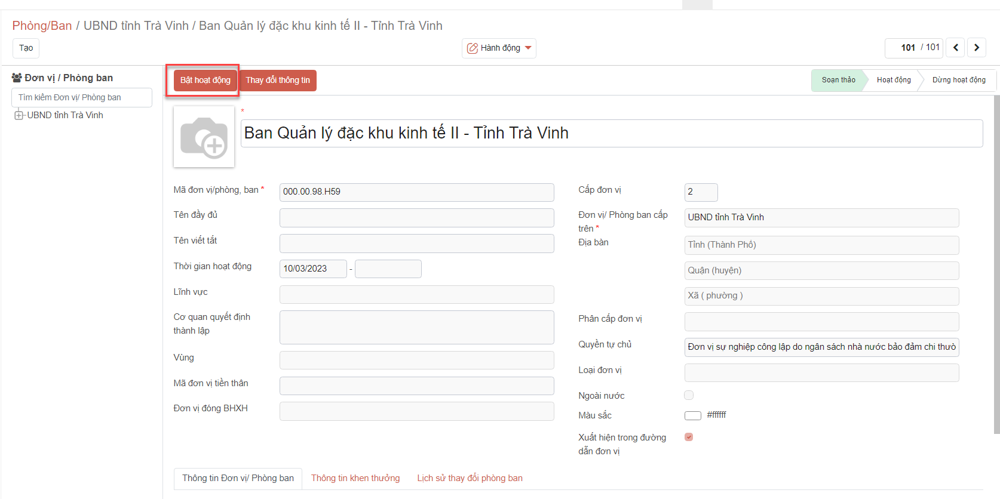 Phòng/Ban / UBND tỉnh Trà Vinh / Ban Quản lý đặc khu kinh tế II - Tỉnh Trà Vinh
Tạo
Hành động
101 / 101
Đơn vị / Phòng ban
Tìm kiếm Đơn vị/ Phòng ban
UBND tỉnh Trà Vinh
Bật hoạt động
Thay đổi thông tin
Soạn thảo
Hoạt động
Dừng hoạt động
*
Ban Quản lý đặc khu kinh tế II - Tỉnh Trà Vinh
Mã đơn vị/phòng, ban * 000.00.98.H59
Tên đầy đủ
Tên viết tắt
Thời gian hoạt động 10/03/2023 -
Lĩnh vực
Cơ quan quyết định
thành lập
Vùng
Mã đơn vị tiền thân
Đơn vị đóng BHXH
Cấp đơn vị 2
Đơn vị/ Phòng ban cấp
trên * UBND tỉnh Trà Vinh
Địa bàn Tỉnh (Thành Phố)
Quận (huyện)
Xã ( phường )
Phân cấp đơn vị
Quyền tự chủ Đơn vị sự nghiệp công lập do ngân sách nhà nước bảo đảm chi thườ
Loại đơn vị
Ngoài nước
Màu sắc #ffffff
Xuất hiện trong đường
dẫn đơn vị
Thông tin Đơn vị/ Phòng ban
Thông tin khen thưởng
Lịch sử thay đổi phòng ban